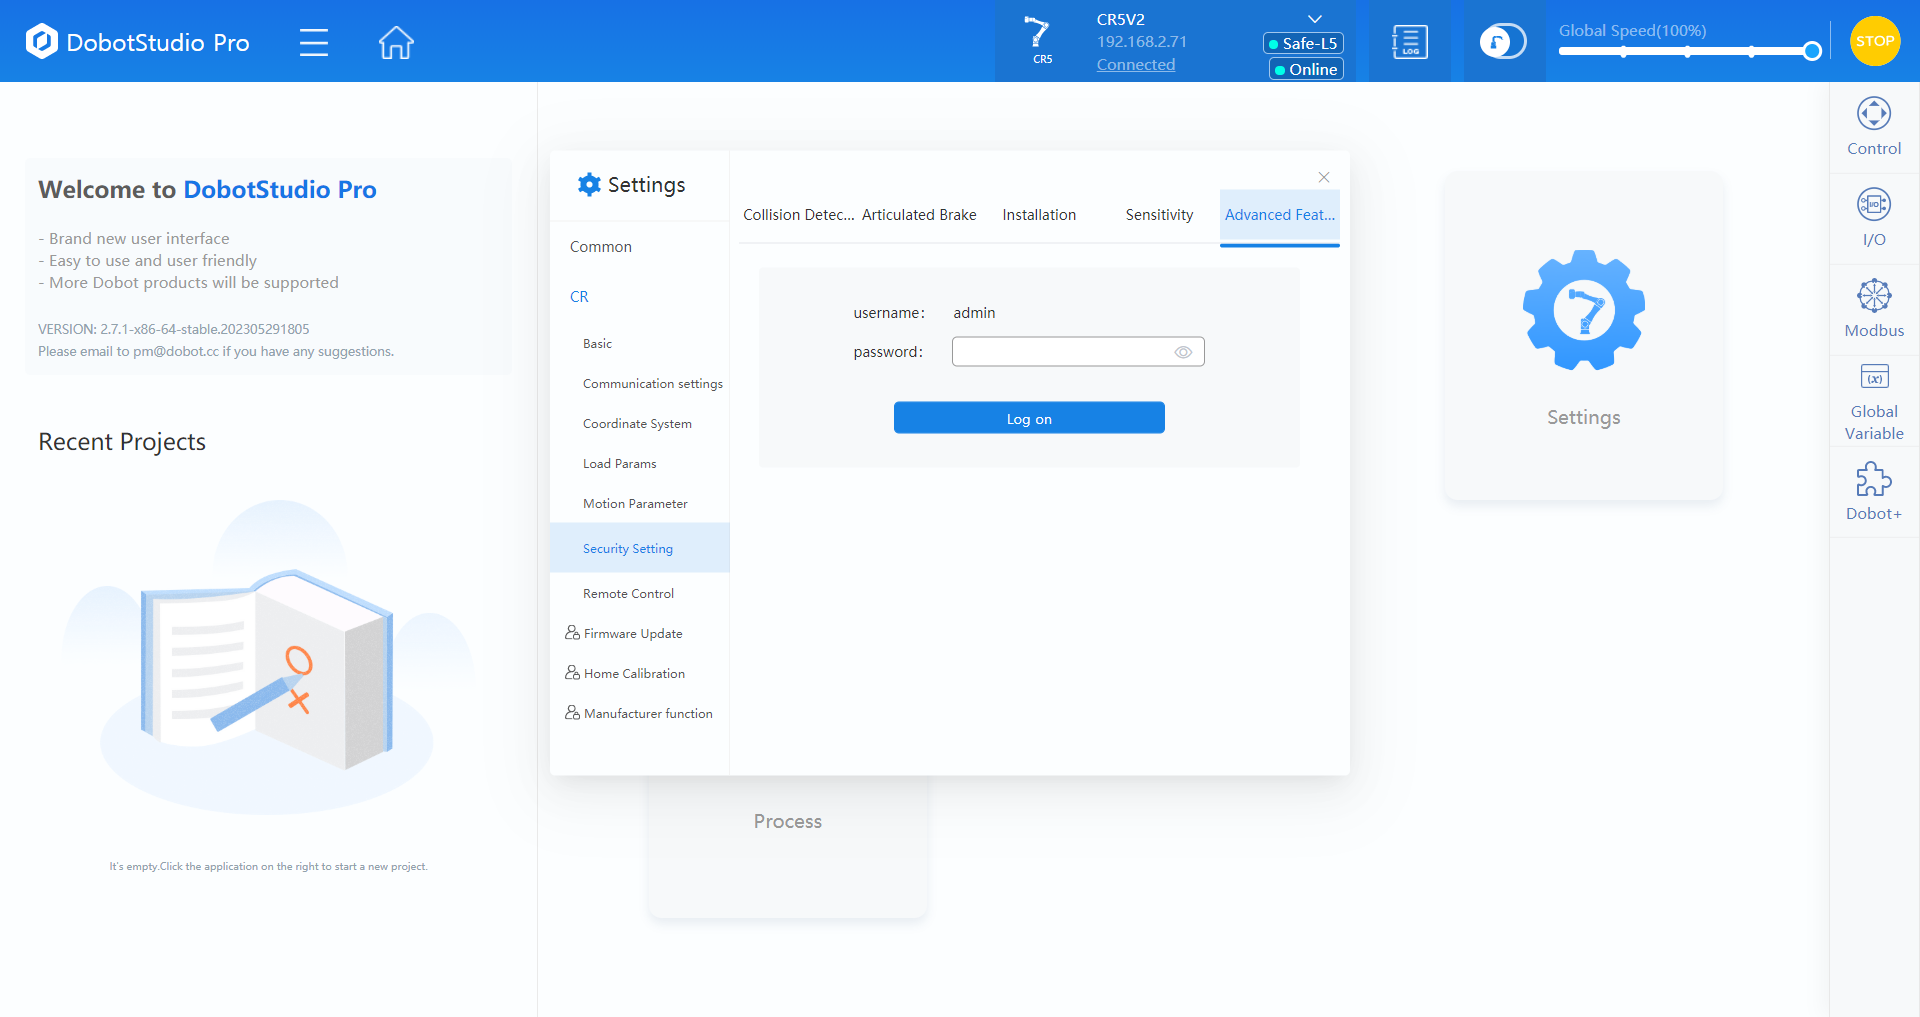 DobotStudio Pro
CR5
CR5V2
192.168.2.71
Connected
Safe-L5
Online
LOG
Global Speed(100%)
STOP
Welcome to DobotStudio Pro
- Brand new user interface
- Easy to use and user friendly
- More Dobot products will be supported
VERSION: 2.7.1-x86-64-stable.202305291805
Please email to pm@dobot.cc if you have any suggestions.
Recent Projects
It's empty.Click the application on the right to start a new project.
Settings
Common
CR
Basic
Communication settings
Coordinate System
Load Params
Motion Parameter
Security Setting
Remote Control
Firmware Update
Home Calibration
Manufacturer function
Collision Detec... Articulated Brake Installation Sensitivity Advanced Feat...
username: admin
password:
Log on
Process
Settings
Control
I/O
I/O
Modbus
(x)
Global
Variable
Dobot+